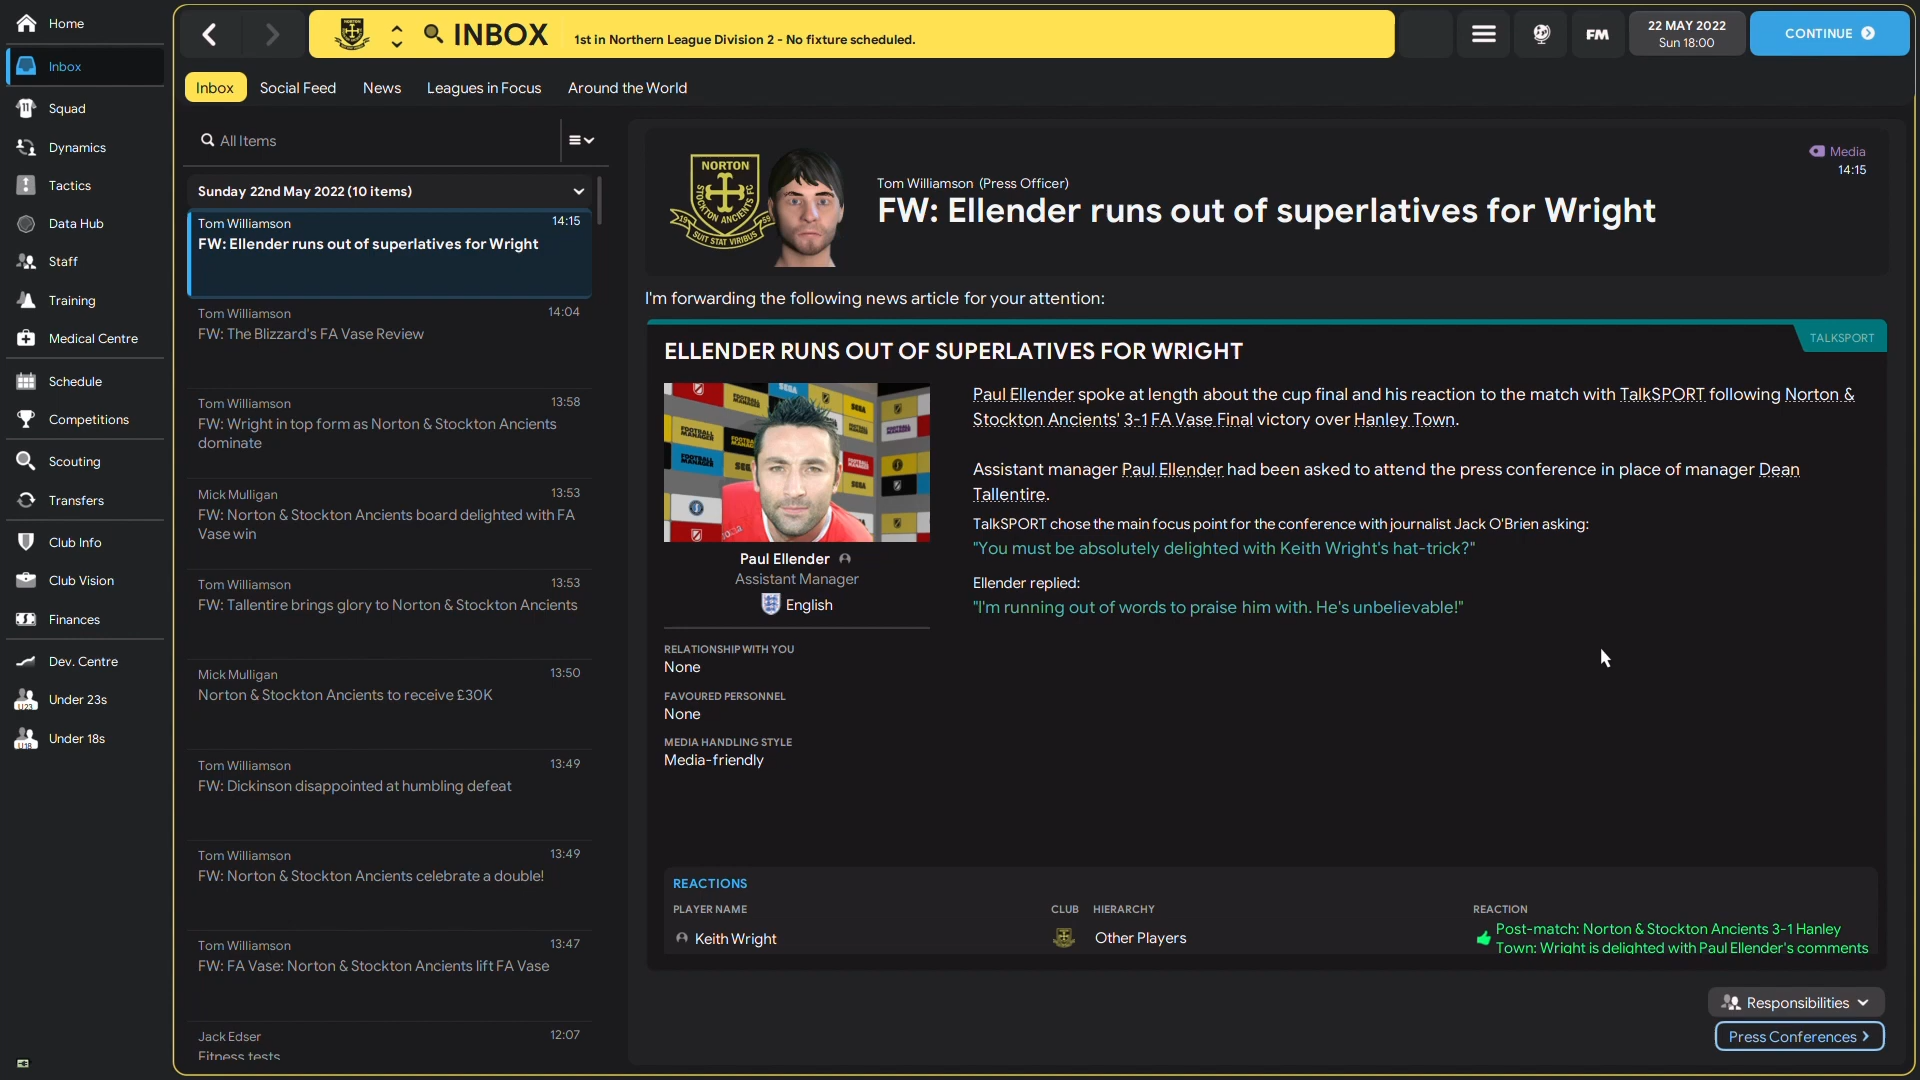 Home
Inbox
Squad
Dynamics
Tactics
Data Hub
Staff
Training
Medical Centre
Schedule
Competitions
Scouting
Transfers
Club Info
Club Vision
Finances
Dev. Centre
Under 23s
Under 18s
INBOX
1st in Northern League Division 2 - No fixture scheduled.
FM
22 MAY 2022
Sun 18:00
CONTINUE
Inbox Social Feed News Leagues in Focus Around the World
All Items
Sunday 22nd May 2022 (10 items)
Tom Williamson 14:15
FW: Ellender runs out of superlatives for Wright
Tom Williamson 14:04
FW: The Blizzard's FA Vase Review
Tom Williamson 13:58
FW: Wright in top form as Norton & Stockton Ancients
dominate
Mick Mulligan 13:53
FW: Norton & Stockton Ancients board delighted with FA
Vase win
Tom Williamson 13:53
FW: Tallentire brings glory to Norton & Stockton Ancients
Mick Mulligan 13:50
Norton & Stockton Ancients to receive £30K
Tom Williamson 13:49
FW: Dickinson disappointed at humbling defeat
Tom Williamson 13:49
FW: Norton & Stockton Ancients celebrate a double!
Tom Williamson 13:47
FW: FA Vase: Norton & Stockton Ancients lift FA Vase
Jack Edser 12:07
Fitness tests
NORTON
STOCKTON ANCIENTS FC
19 59
SUIT STAT VIRIBUS
Tom Williamson (Press Officer)
FW: Ellender runs out of superlatives for Wright
Media
14:15
I'm forwarding the following news article for your attention:
TALKSPORT
ELLENDER RUNS OUT OF SUPERLATIVES FOR WRIGHT
Paul Ellender
Assistant Manager
English
RELATIONSHIP WITH YOU
None
FAVOURED PERSONNEL
None
MEDIA HANDLING STYLE
Media-friendly
Paul Ellender spoke at length about the cup final and his reaction to the match with TalkSPORT following Norton &
Stockton Ancients' 3-1 FA Vase Final victory over Hanley Town.
Assistant manager Paul Ellender had been asked to attend the press conference in place of manager Dean
Tallentire.
TalkSPORT chose the main focus point for the conference with journalist Jack O'Brien asking:
"You must be absolutely delighted with Keith Wright's hat-trick?"
Ellender replied:
"I'm running out of words to praise him with. He's unbelievable!"
REACTIONS
PLAYER NAME CLUB HIERARCHY REACTION
Keith Wright Other Players
Post-match: Norton & Stockton Ancients 3-1 Hanley
Town: Wright is delighted with Paul Ellender's comments
Responsibilities
Press Conferences